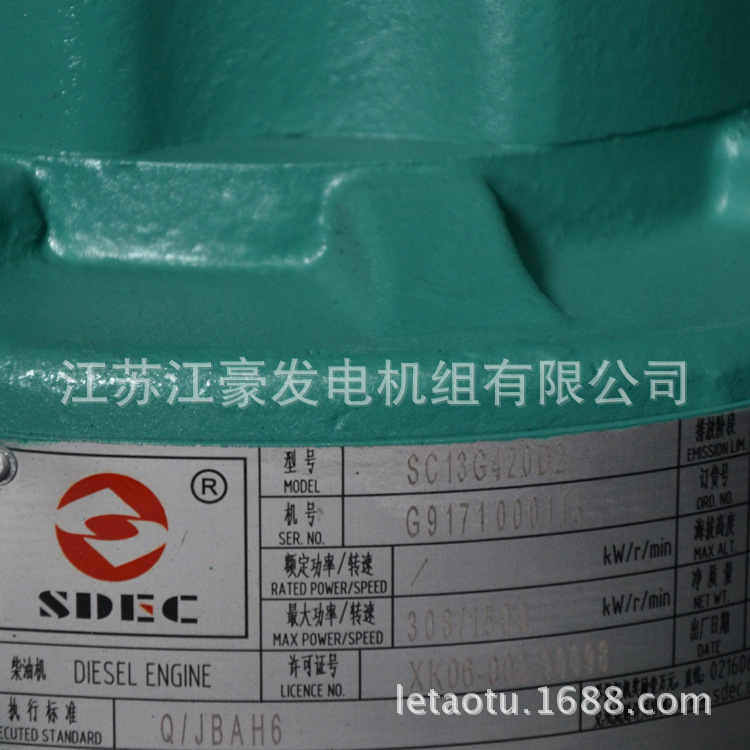 江苏江豪发电机组有限公司
®
SDEC
柴油机 DIESEL ENGINE
执行标准 Q/JBAH6
ECUTED STANDARD
型号 SC13G420D2
MODEL
机号
SER. NO.
额定功率/转速 / kW/r/min
RATED POWER/SPEED
最大功率/转速 308/1500 kW/r/min
MAX POWER/SPEED
许可证号
LICENCE NO.
排放阶段
EMISSION LIM.
订货号
ORD. NO.
海拔高度
MAX ALT.
净质量
NET WT.
出厂日期
DATE
letaotu.1688.com